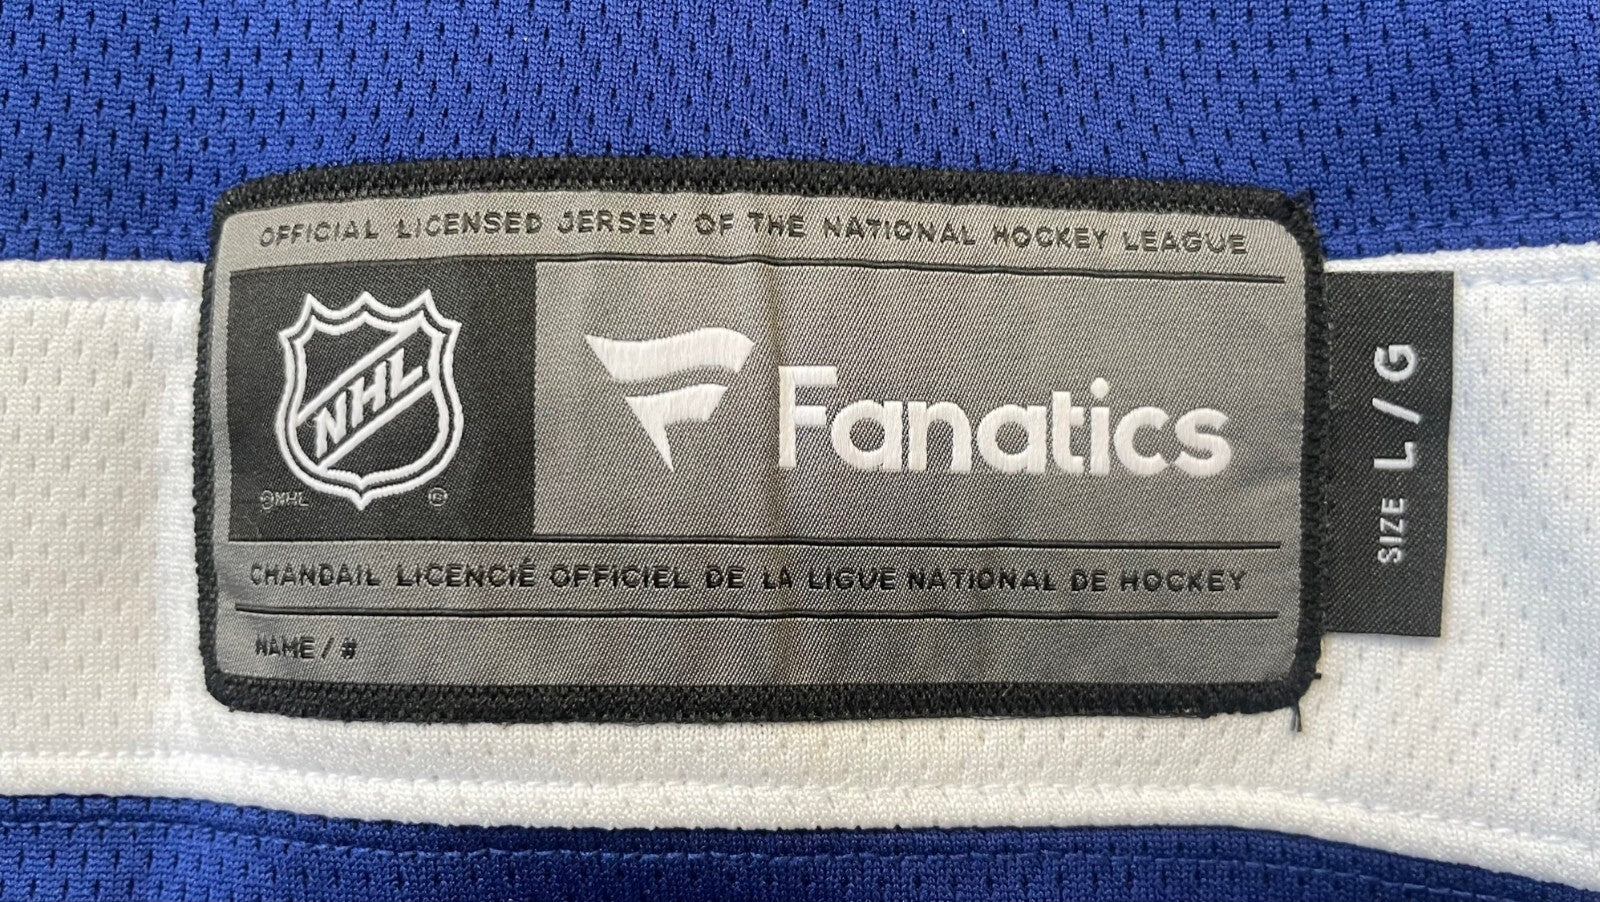 OFFICIAL LICENSED JERSEY OF THE NATIONAL HOCKEY LEAGUE
NHL
©NHL ®
Fanatics
CHANDAIL LICENCIÉ OFFICIEL DE LA LIGUE NATIONAL DE HOCKEY
NAME / #
SIZE L / G